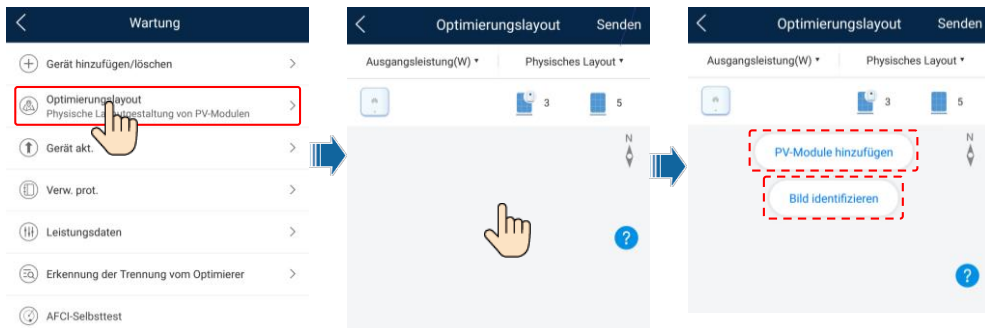 Wartung
Gerät hinzufügen/löschen
Optimierungslayout
Physische Layoutgestaltung von PV-Modulen
Gerät akt.
Verw. prot.
Leistungsdaten
Erkennung der Trennung vom Optimierer
AFCI-Selbsttest
Optimierungslayout Senden
Ausgangsleistung(W) Physisches Layout
3 5
N
?
Optimierungslayout Senden
Ausgangsleistung(W) Physisches Layout
3 5
N
PV-Module hinzufügen
Bild identifizieren
?